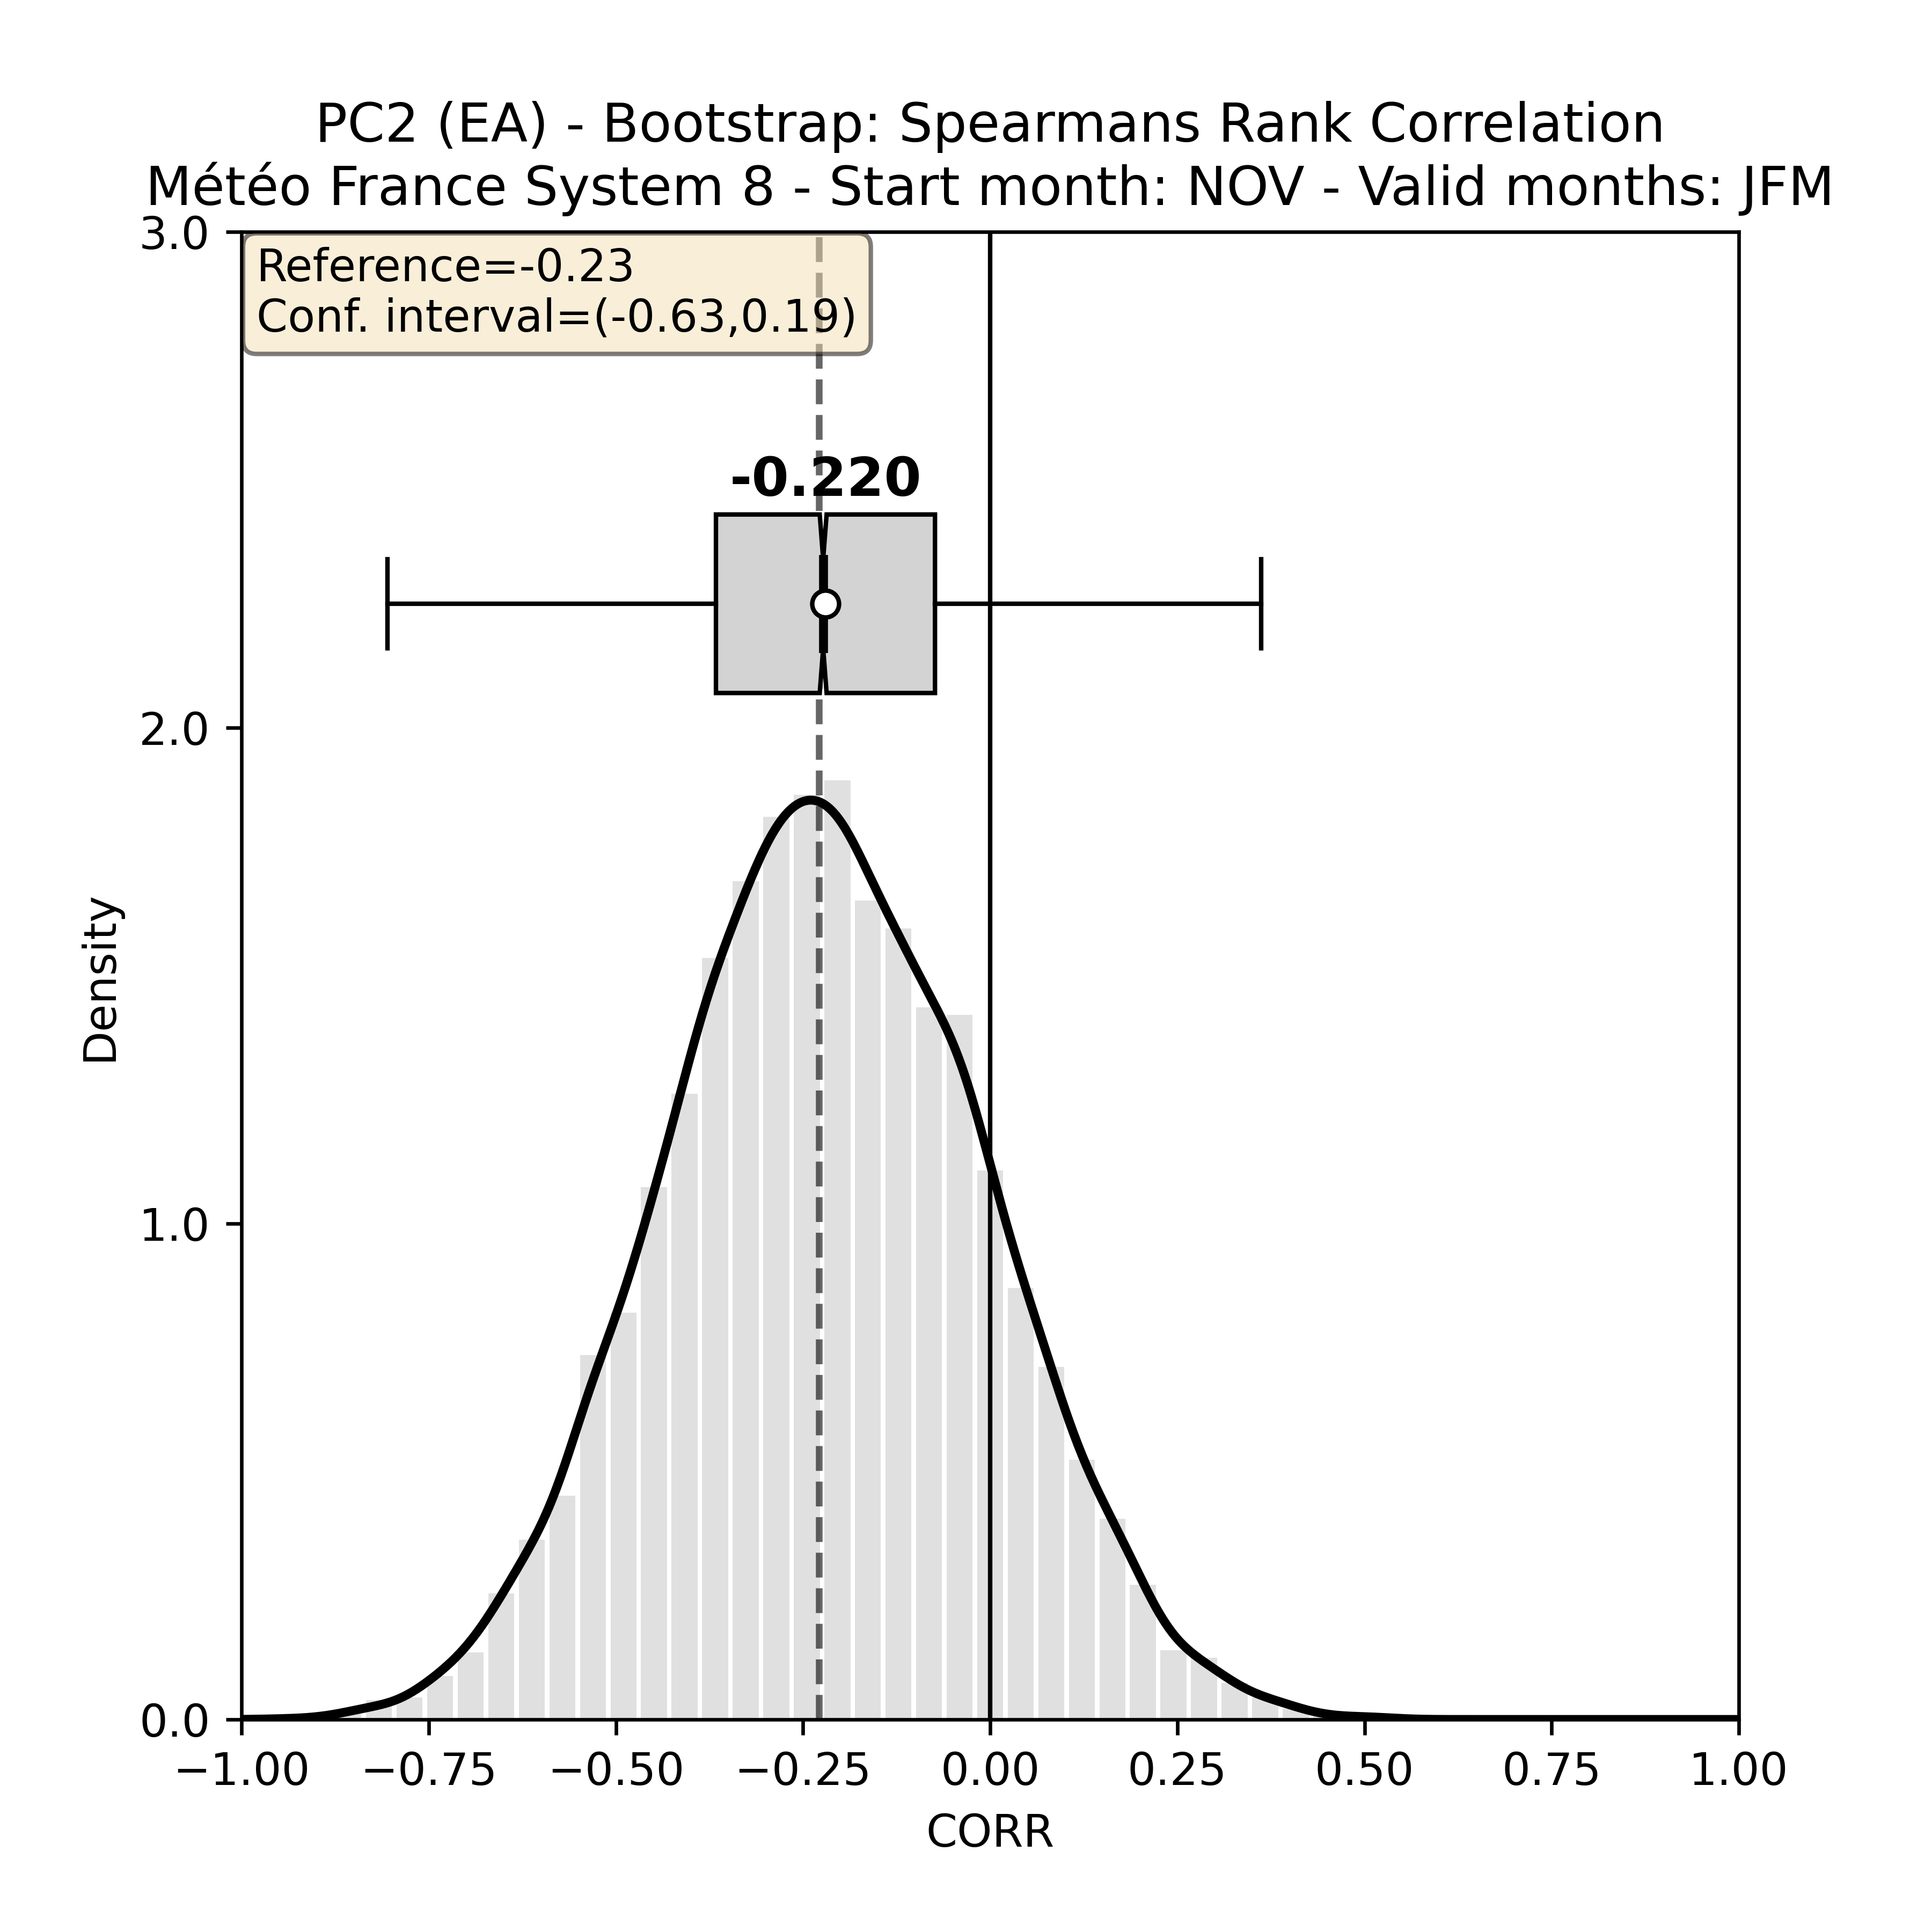 PC2 (EA) - Bootstrap: Spearmans Rank Correlation
Météo France System 8 - Start month: NOV - Valid months: JFM
3.0
Reference=-0.23
Conf. interval=(-0.63,0.19)
-0.220
2.0
Density
1.0
0.0
−1.00 −0.75 −0.50 −0.25 0.00 0.25 0.50 0.75 1.00
CORR